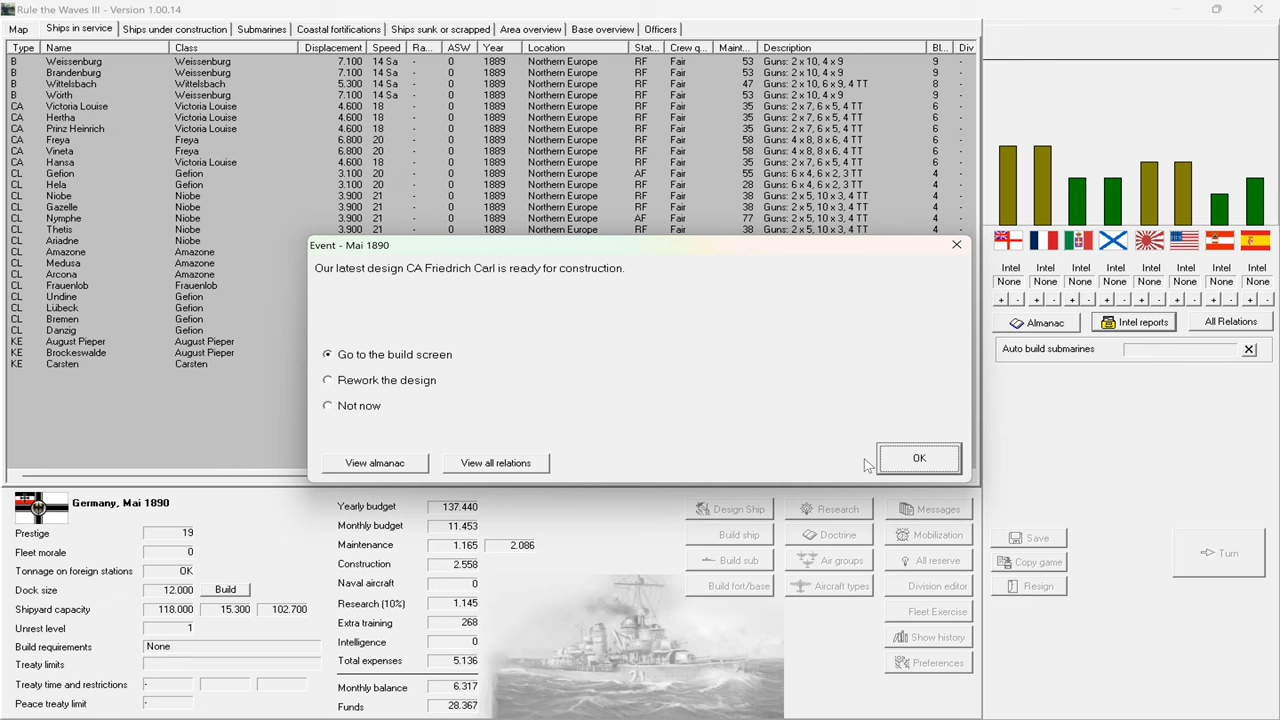 Rule the Waves III - Version 1.00.14
Map Ships in service Ships under construction Submarines Coastal fortifications Ships sunk or scrapped Area overview Base overview Officers
Type Name Class Displacement Speed Ra... ASW Year Location Stat... Crew q... Maint... Description Bl... Div
B Weissenburg Weissenburg 7.100 14 Sa - 0 1889 Northern Europe RF Fair 53 Guns: 2 x 10, 4 x 9 9 -
B Brandenburg Weissenburg 7.100 14 Sa - 0 1889 Northern Europe RF Fair 53 Guns: 2 x 10, 4 x 9 9 -
B Wittelsbach Wittelsbach 5.300 14 Sa - 0 1889 Northern Europe RF Fair 47 Guns: 2 x 10, 6 x 9, 4 TT 8 -
B Wörth Weissenburg 7.100 14 Sa - 0 1889 Northern Europe RF Fair 53 Guns: 2 x 10, 4 x 9 9 -
CA Victoria Louise Victoria Louise 4.600 18 - 0 1889 Northern Europe RF Fair 35 Guns: 2 x 7, 6 x 5, 4 TT 6 -
CA Hertha Victoria Louise 4.600 18 - 0 1889 Northern Europe RF Fair 35 Guns: 2 x 7, 6 x 5, 4 TT 6 -
CA Prinz Heinrich Victoria Louise 4.600 18 - 0 1889 Northern Europe RF Fair 35 Guns: 2 x 7, 6 x 5, 4 TT 6 -
CA Freya Freya 6.800 20 - 0 1889 Northern Europe RF Fair 58 Guns: 4 x 8, 8 x 6, 4 TT 6 -
CA Vineta Freya 6.800 20 - 0 1889 Northern Europe RF Fair 58 Guns: 4 x 8, 8 x 6, 4 TT 6 -
CA Hansa Victoria Louise 4.600 18 - 0 1889 Northern Europe RF Fair 35 Guns: 2 x 7, 6 x 5, 4 TT 6 -
CL Gefion Gefion 3.100 20 - 0 1889 Northern Europe AF Fair 55 Guns: 6 x 4, 6 x 2, 3 TT 4 -
CL Hela Gefion 3.100 20 - 0 1889 Northern Europe RF Fair 28 Guns: 6 x 4, 6 x 2, 3 TT 4 -
CL Niobe Niobe 3.900 21 - 0 1889 Northern Europe RF Fair 38 Guns: 2 x 5, 10 x 3, 4 TT 4 -
CL Gazelle Niobe 3.900 21 - 0 1889 Northern Europe RF Fair 38 Guns: 2 x 5, 10 x 3, 4 TT 4 -
CL Nymphe Niobe 3.900 21 - 0 1889 Northern Europe AF Fair 77 Guns: 2 x 5, 10 x 3, 4 TT 4 -
CL Thetis Niobe 3.900 21 - 0 1889 Northern Europe RF Fair 38 Guns: 2 x 5, 10 x 3, 4 TT 4 -
CL Ariadne Niobe
CL Amazone Amazone
CL Medusa Amazone
CL Arcona Amazone
CL Frauenlob Frauenlob
CL Undine Gefion
CL Lübeck Gefion
CL Bremen Gefion
CL Danzig Gefion
KE August Pieper August Pieper
KE Brockeswalde August Pieper
KE Carsten Carsten
Event - Mai 1890
Our latest design CA Friedrich Carl is ready for construction.
Go to the build screen
Rework the design
Not now
View almanac View all relations OK
Intel Intel Intel Intel Intel Intel Intel Intel
None None None None None None None None
+ - + - + - + - + - + - + - + -
Almanac Intel reports All Relations
Auto build submarines
Germany, Mai 1890
Prestige 19
Fleet morale 0
Tonnage on foreign stations OK
Dock size 12.000 Build
Shipyard capacity 118.000 15.300 102.700
Unrest level 1
Build requirements None
Treaty limits
Treaty time and restrictions -
Peace treaty limit -
Yearly budget 137.440
Monthly budget 11.453
Maintenance 1.165 2.086
Construction 2.558
Naval aircraft 0
Research (10%) 1.145
Extra training 268
Intelligence 0
Total expenses 5.136
Monthly balance 6.317
Funds 28.367
Design Ship Research Messages
Build ship Doctrine Mobilization
Build sub Air groups All reserve
Build fort/base Aircraft types Division editor
Fleet Exercise
Show history
Preferences
Save
Copy game
Resign
Turn